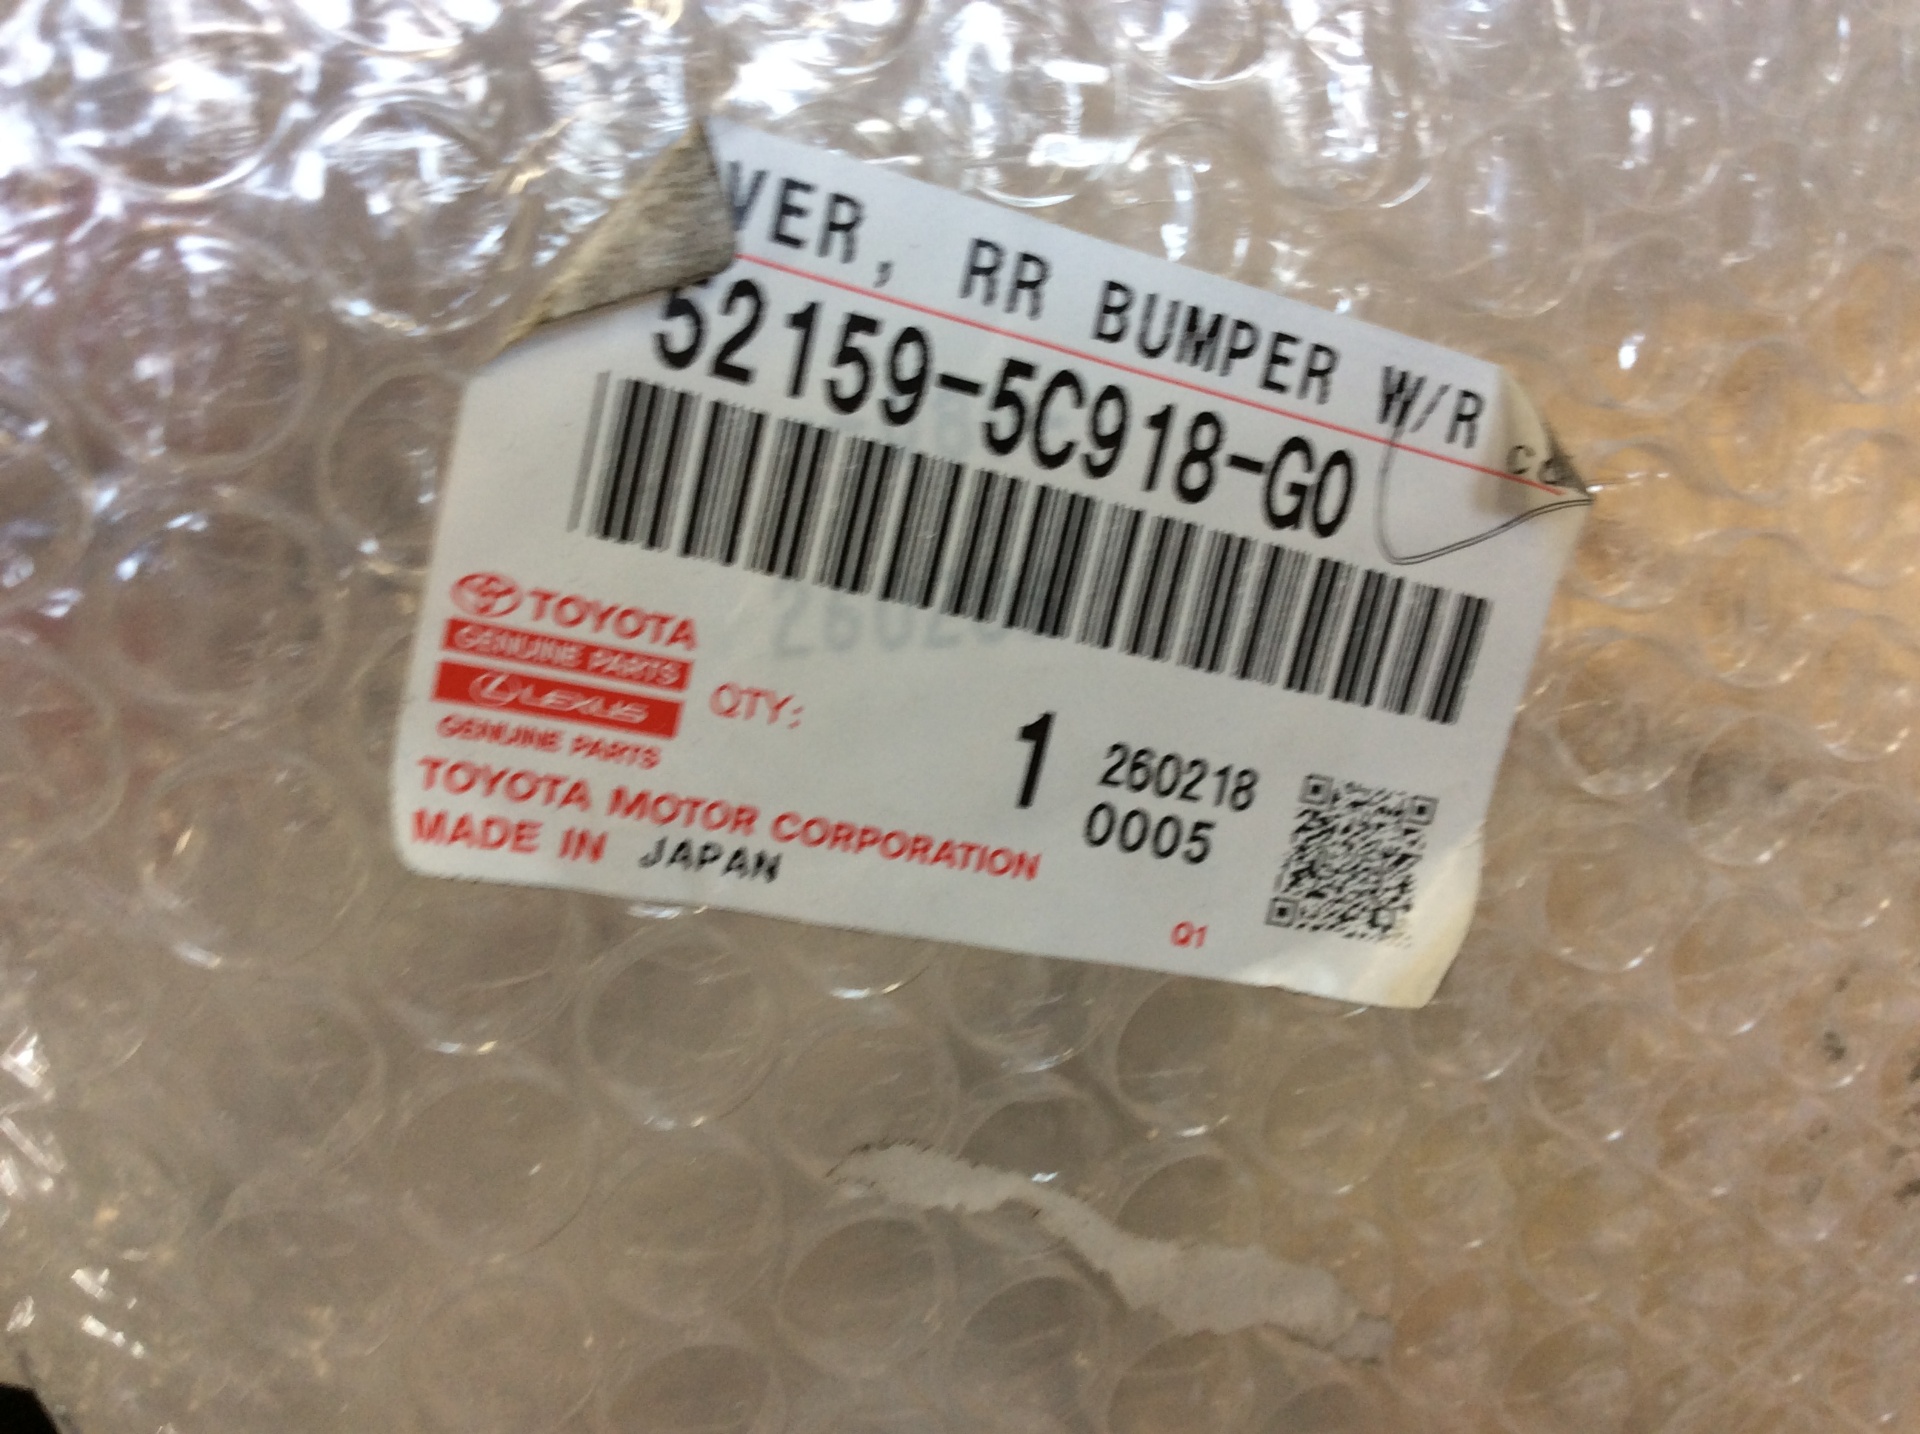 VER, RR BUMPER W/R
52159-5C918-G0
TOYOTA
GENUINE PARTS
LEXUS
GENUINE PARTS
QTY:
1
260218
0005
TOYOTA MOTOR CORPORATION
MADE IN JAPAN
Q1